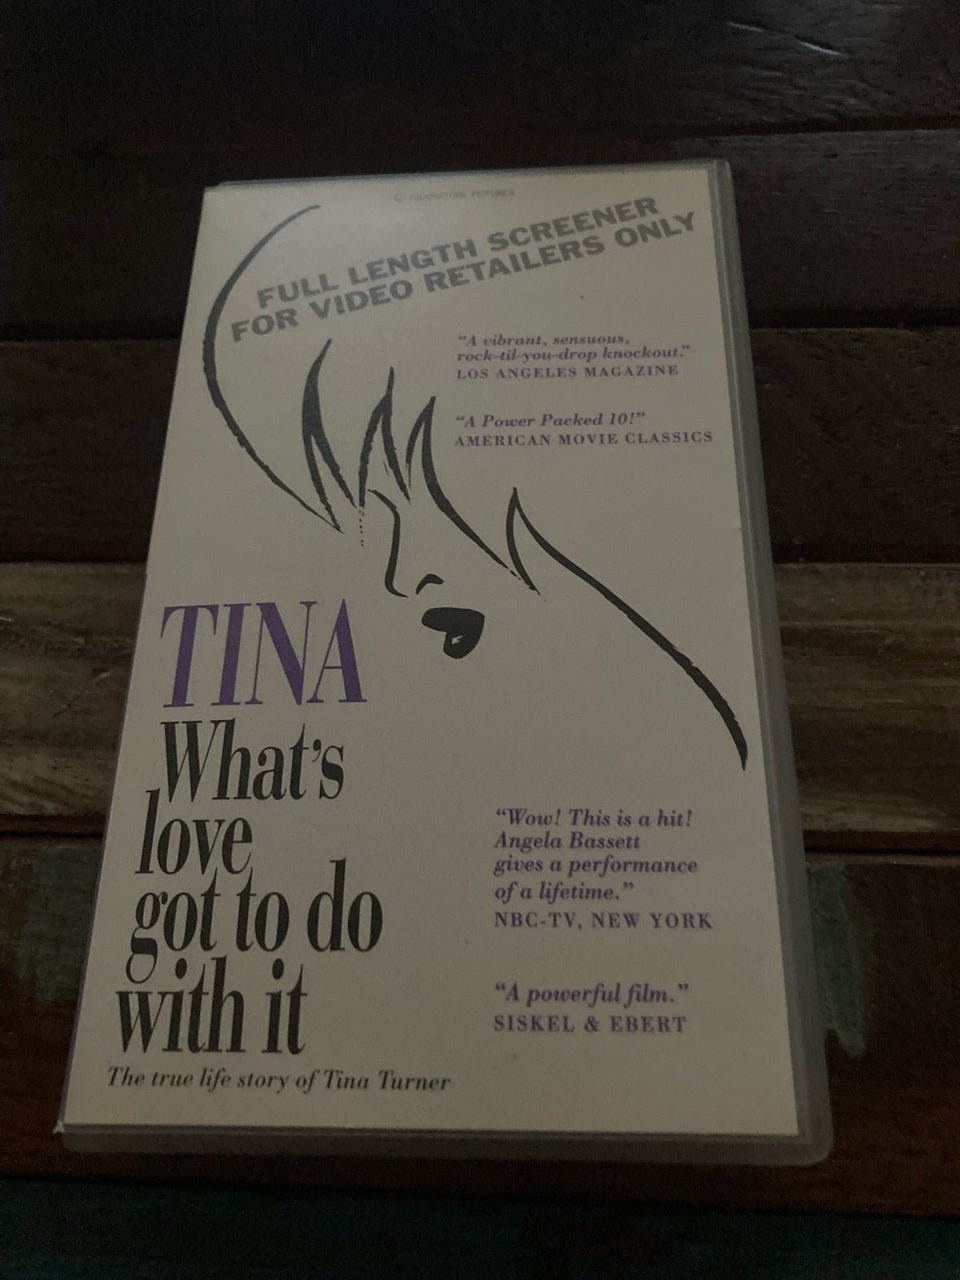 © TOUCHSTONE PICTURES
FULL LENGTH SCREENER
FOR VIDEO RETAILERS ONLY
“A vibrant, sensuous,
rock-til-you-drop knockout.”
LOS ANGELES MAGAZINE
“A Power Packed 10!”
AMERICAN MOVIE CLASSICS
TINA
What’s
love
got to do
with it
The true life story of Tina Turner
“Wow! This is a hit!
Angela Bassett
gives a performance
of a lifetime.”
NBC-TV, NEW YORK
“A powerful film.”
SISKEL & EBERT